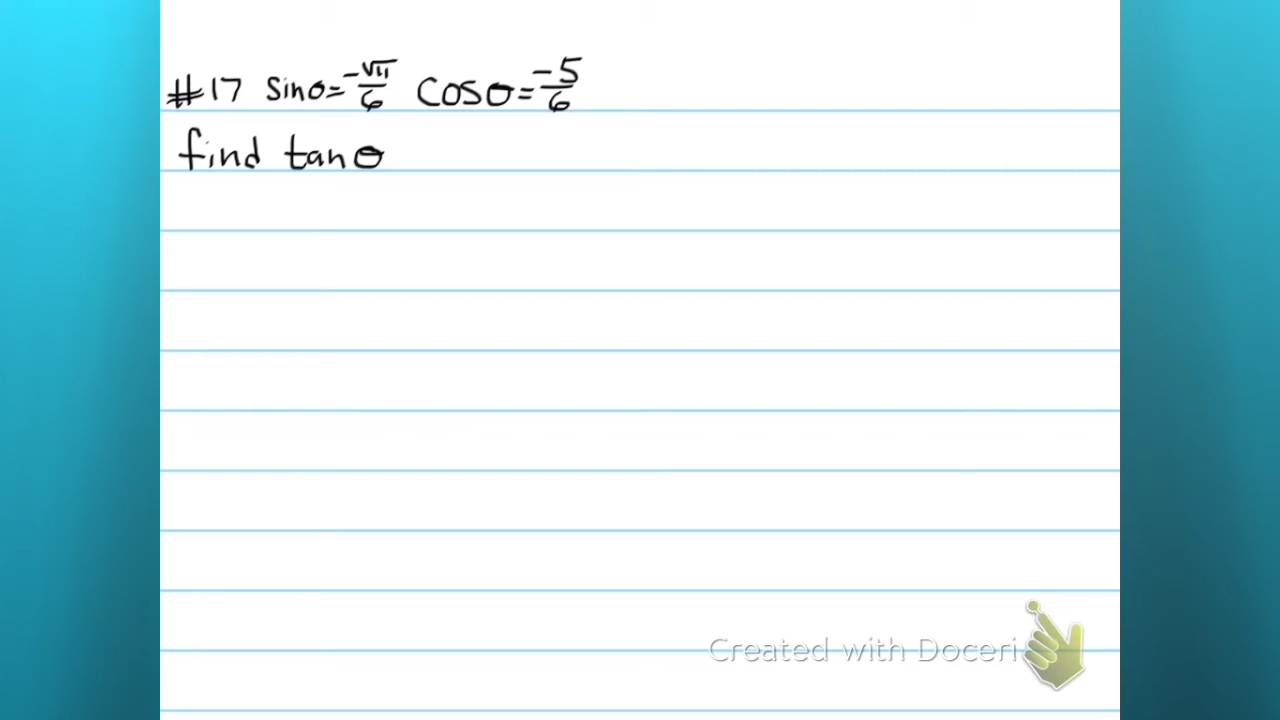 #17 sinθ= -√11/6 cosθ= -5/6
find tanθ
Created with Doceri